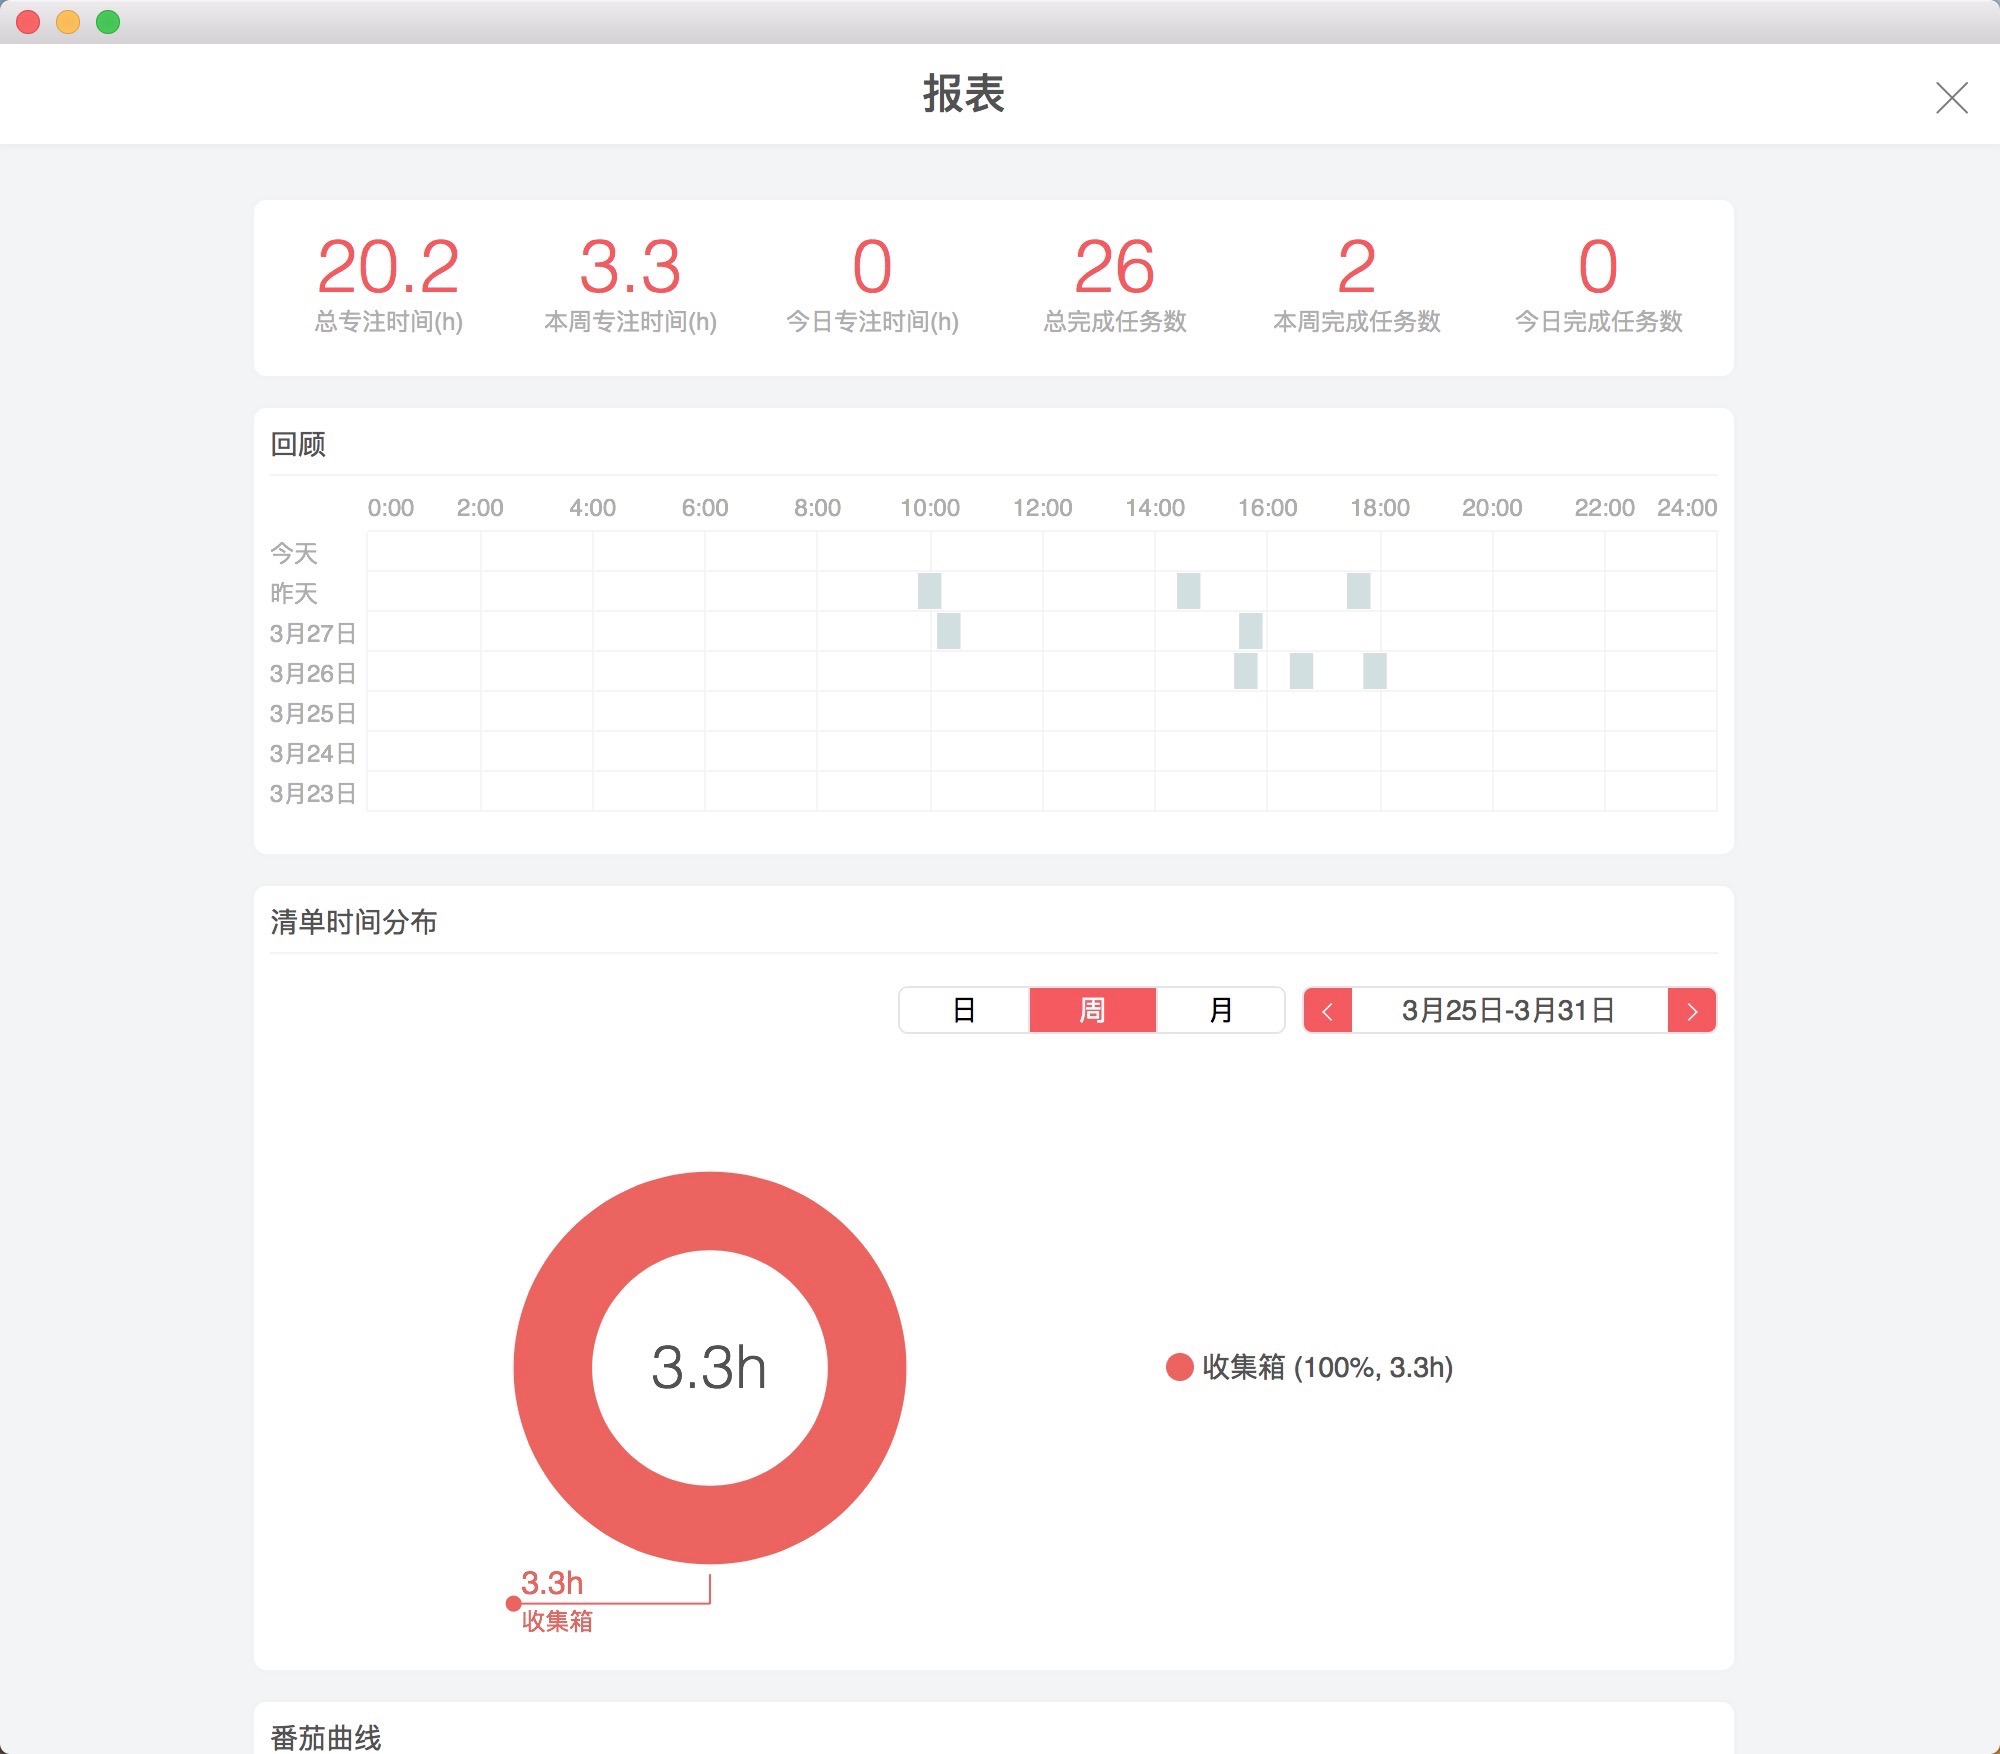 报表
20.2 3.3 0 26 2 0
总专注时间(h) 本周专注时间(h) 今日专注时间(h) 总完成任务数 本周完成任务数 今日完成任务数
回顾
0:00 2:00 4:00 6:00 8:00 10:00 12:00 14:00 16:00 18:00 20:00 22:00 24:00
今天
昨天
3月27日
3月26日
3月25日
3月24日
3月23日
清单时间分布
日 周 月 3月25日-3月31日
3.3h
收集箱 (100%, 3.3h)
3.3h
收集箱
番茄曲线